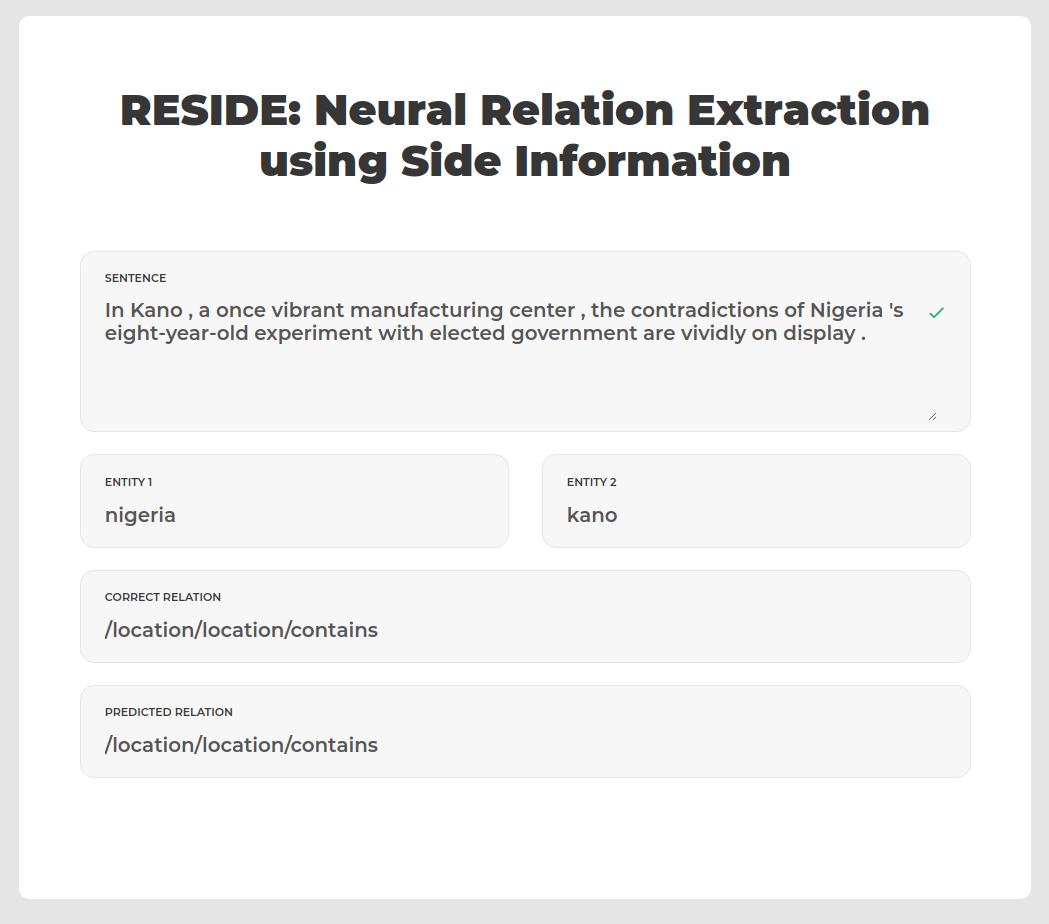 RESIDE: Neural Relation Extraction
using Side Information
SENTENCE
In Kano , a once vibrant manufacturing center , the contradictions of Nigeria 's
eight-year-old experiment with elected government are vividly on display .
ENTITY 1
nigeria
ENTITY 2
kano
CORRECT RELATION
/location/location/contains
PREDICTED RELATION
/location/location/contains